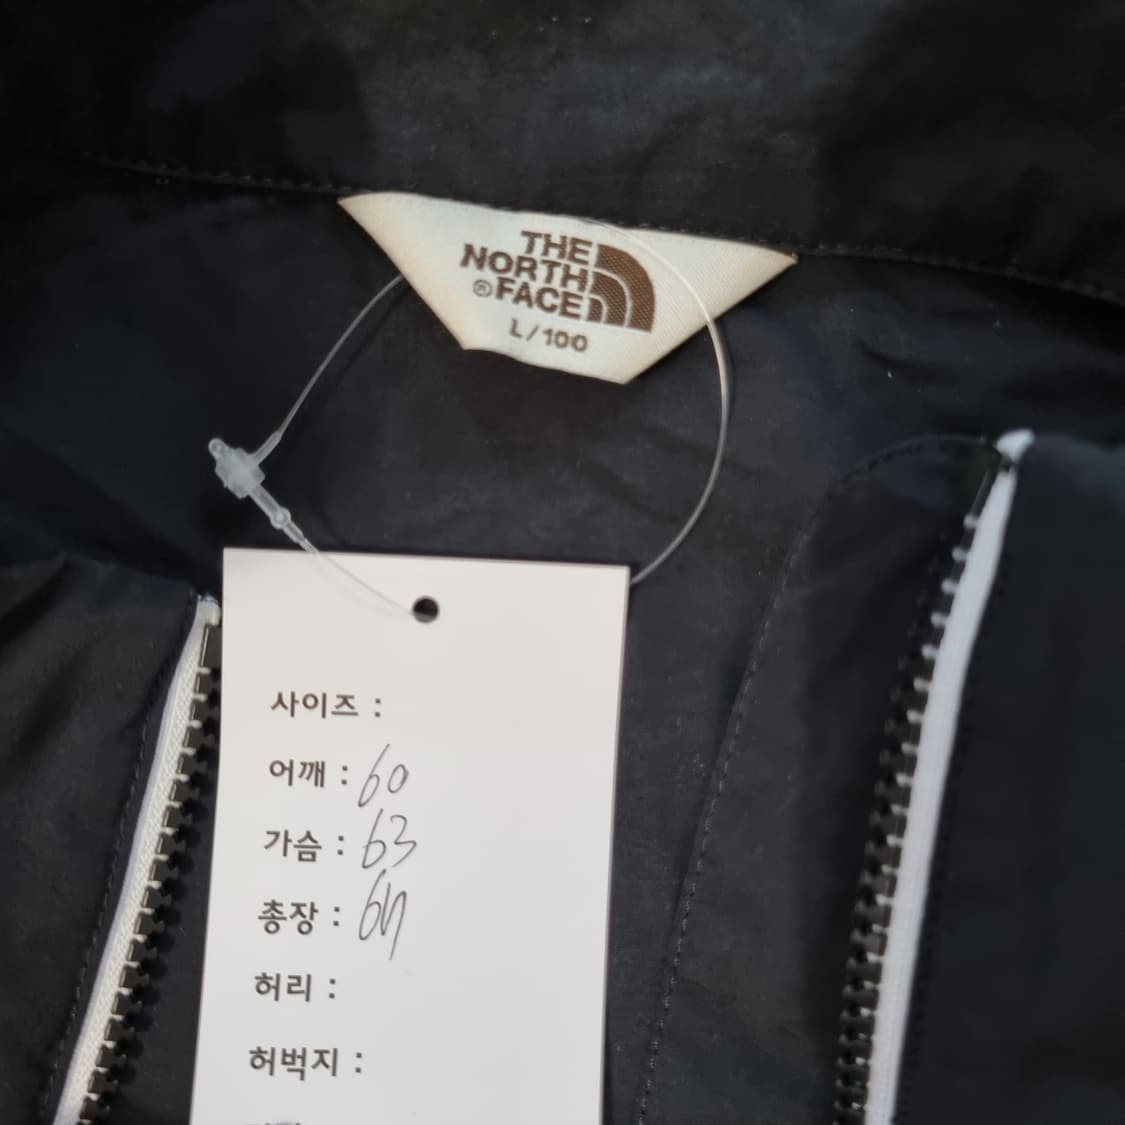 THE
NORTH
®FACE
L/100
사이즈 :
어깨 : 60
가슴 : 63
총장 : 64
허리 :
허벅지 :